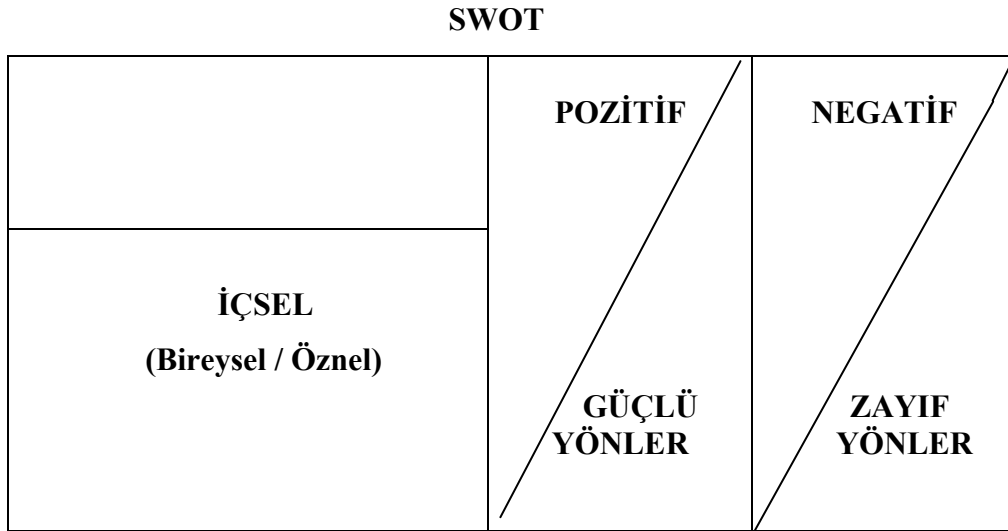 SWOT
POZİTİF
NEGATİF
İÇSEL
(Bireysel / Öznel)
GÜÇLÜ
YÖNLER
ZAYIF
YÖNLER